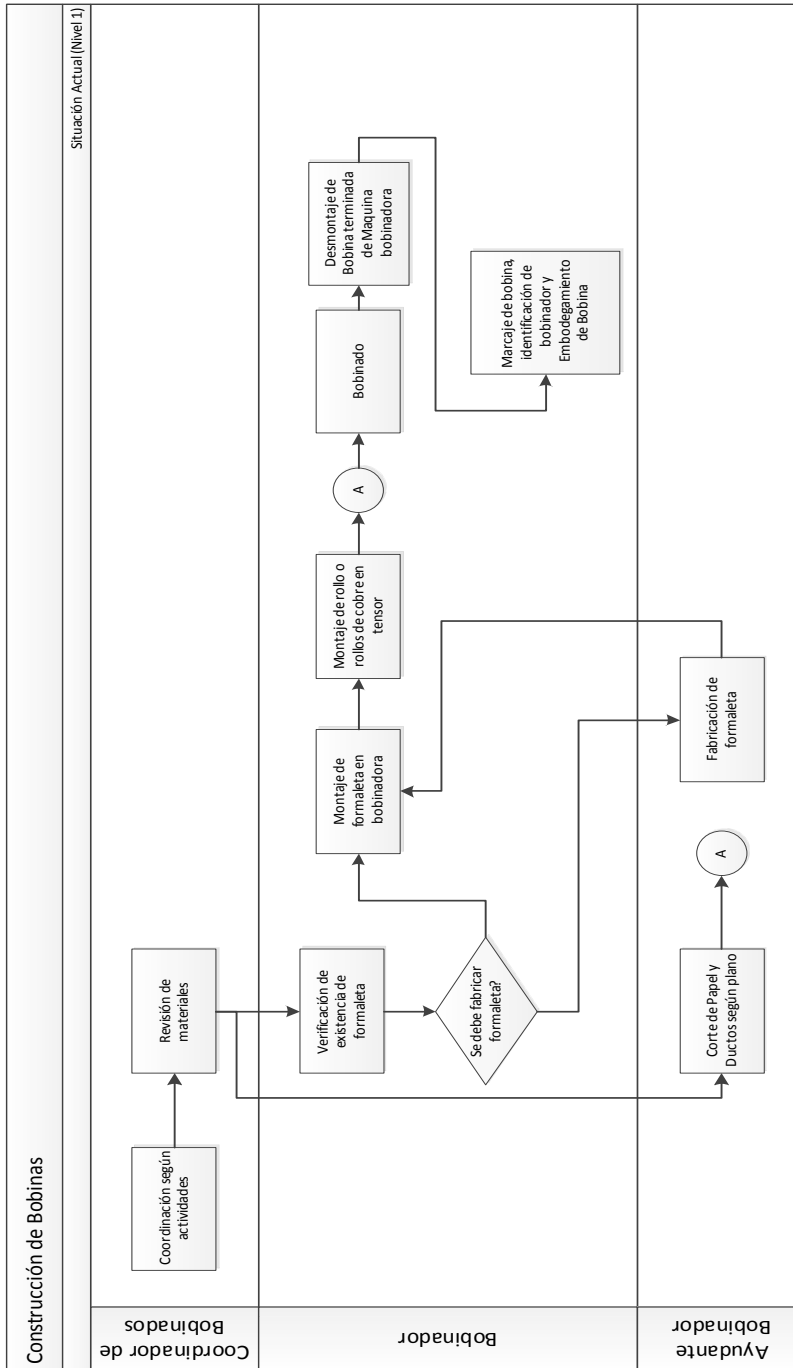 Construcción de Bobinas
Situación Actual (Nivel 1)
Coordinador de
Bobinados
Coordinación según
actividades
Revisión de
materiales
Bobinador
Verificación de
existencia de
formaleta
Se debe fabricar
formaleta?
Montaje de
formaleta en
bobinadora
Montaje de rollo o
rollos de cobre en
tensor
A
Bobinado
Desmontaje de
Bobina terminada
de Maquina
bobinadora
Marcaje de bobina,
identificación de
bobinador y
Embodegamiento
de Bobina
Ayudante
Bobinador
Corte de Papel y
Ductos según plano
A
Fabricación de
formaleta